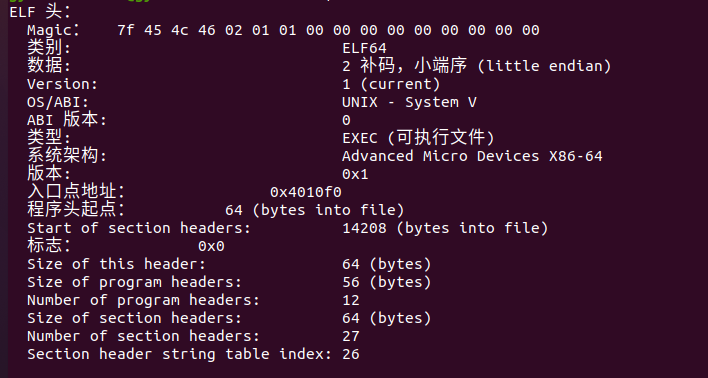 ELF 头：
Magic： 7f 45 4c 46 02 01 01 00 00 00 00 00 00 00 00 00
类别: ELF64
数据: 2 补码，小端序 (little endian)
Version: 1 (current)
OS/ABI: UNIX - System V
ABI 版本: 0
类型: EXEC (可执行文件)
系统架构: Advanced Micro Devices X86-64
版本: 0x1
入口点地址： 0x4010f0
程序头起点： 64 (bytes into file)
Start of section headers: 14208 (bytes into file)
标志： 0x0
Size of this header: 64 (bytes)
Size of program headers: 56 (bytes)
Number of program headers: 12
Size of section headers: 64 (bytes)
Number of section headers: 27
Section header string table index: 26